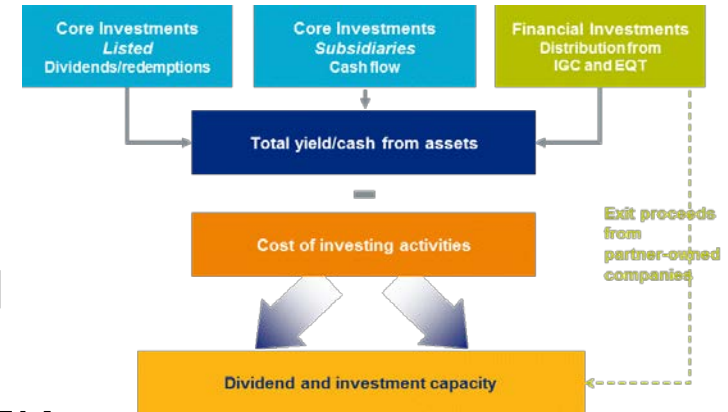 Core Investments
Listed
Dividends/redemptions
Core Investments
Subsidiaries
Cash flow
Financial Investments
Distribution from
IGC and EQT
Total yield/cash from assets
Cost of investing activities
Exit proceeds
from
partner-owned
companies
Dividend and investment capacity